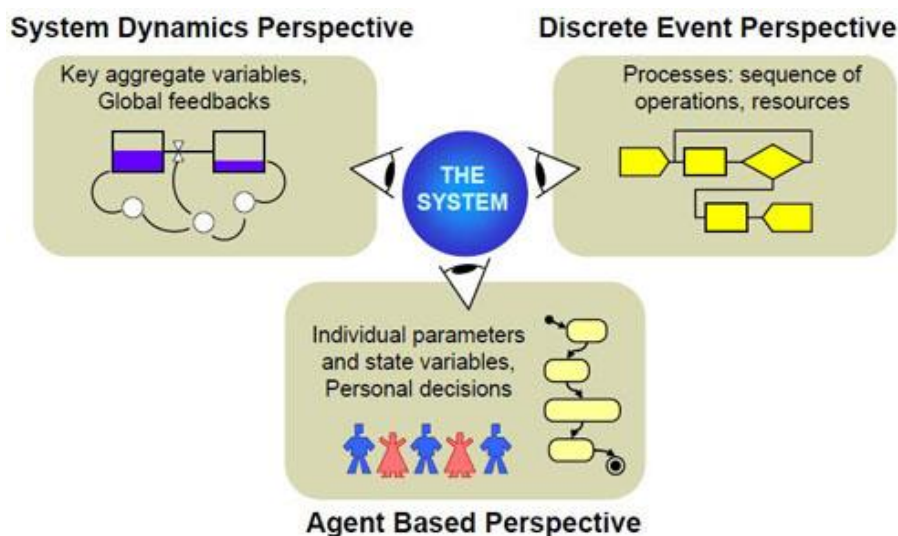 System Dynamics Perspective
Key aggregate variables,
Global feedbacks
Discrete Event Perspective
Processes: sequence of
operations, resources
THE
SYSTEM
Individual parameters
and state variables,
Personal decisions
Agent Based Perspective